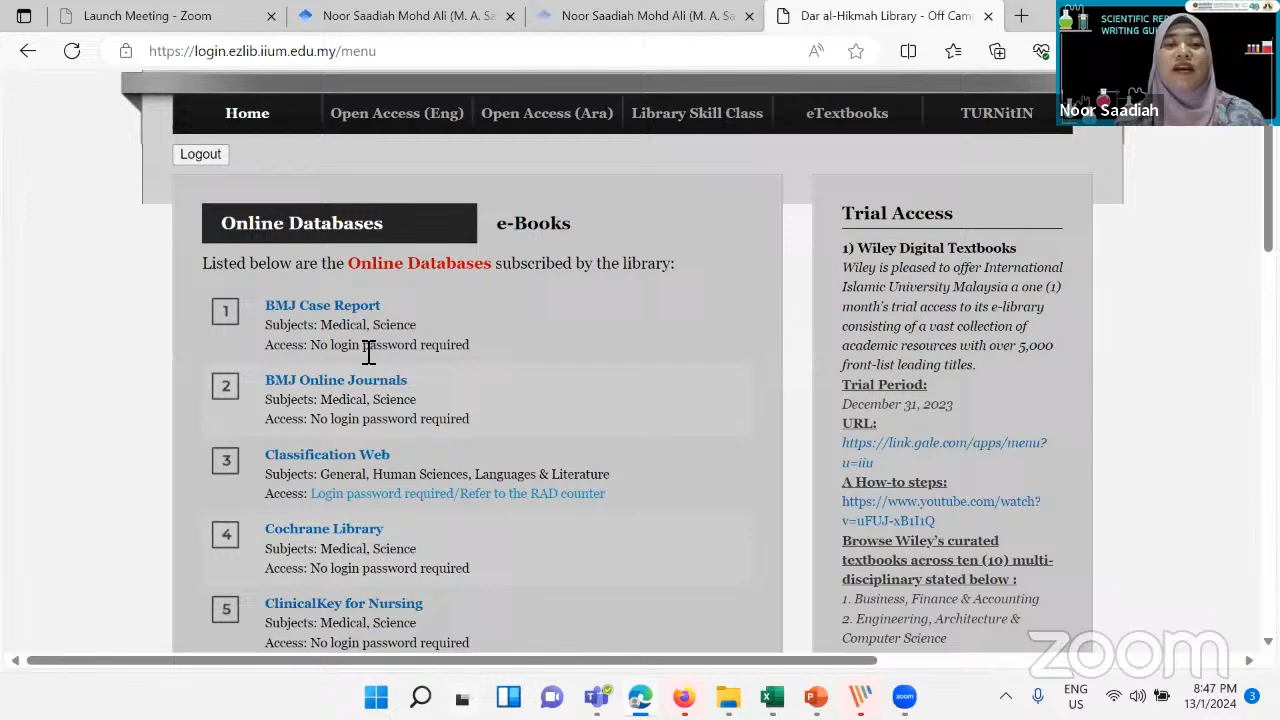 Launch Meeting - Zoom
Noor Saadiah Mohd Ali (M. A
Noor Saadiah Mohd Ali (M. A. Sa
Dar al-Hikmah Library - Off Cam
https://login.ezlib.iium.edu.my/menu
SCIENTIFIC RE
WRITING GU
Noor Saadiah
Home
Open Access (Eng)
Open Access (Ara)
Library Skill Class
eTextbooks
TURNitIN
Logout
Online Databases
e-Books
Listed below are the Online Databases subscribed by the library:
1
BMJ Case Report
Subjects: Medical, Science
Access: No login password required
2
BMJ Online Journals
Subjects: Medical, Science
Access: No login password required
3
Classification Web
Subjects: General, Human Sciences, Languages & Literature
Access: Login password required/Refer to the RAD counter
4
Cochrane Library
Subjects: Medical, Science
Access: No login password required
5
ClinicalKey for Nursing
Subjects: Medical, Science
Access: No login password required
Trial Access
1) Wiley Digital Textbooks
Wiley is pleased to offer International
Islamic University Malaysia a one (1)
month's trial access to its e-library
consisting of a vast collection of
academic resources with over 5,000
front-list leading titles.
Trial Period:
December 31, 2023
URL:
https://link.gale.com/apps/menu?
u=iiu
A How-to steps:
https://www.youtube.com/watch?
v=uFUJ-xB1I1Q
Browse Wiley's curated
textbooks across ten (10) multi-
disciplinary stated below :
1. Business, Finance & Accounting
2. Engineering, Architecture &
Computer Science
zoom
zoom
ENG
US
8:47 PM
13/1/2024
3